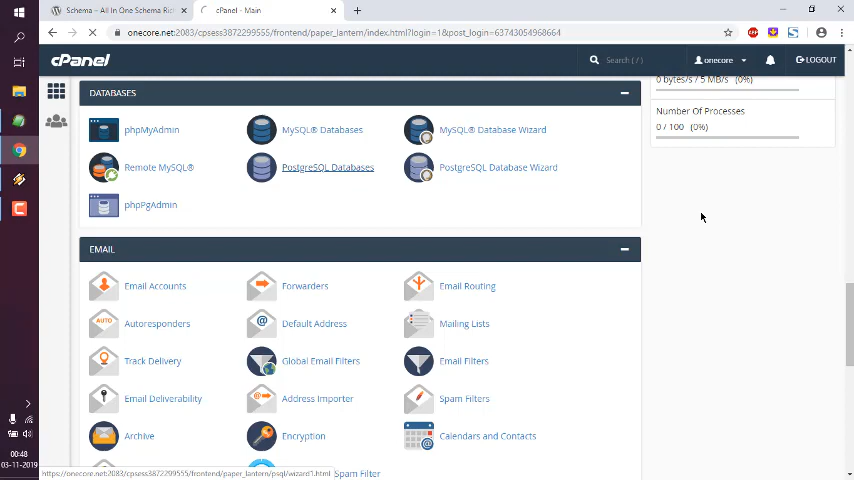 Schema – All In One Schema Rich
cPanel - Main
onecore.net:2083/cpsess3872299555/frontend/paper_lantern/index.html?login=1&post_login=63743054968664
cPanel
Search ( / )
onecore
LOGOUT
0 bytes/s / 5 MB/s (0%)
DATABASES
Number Of Processes
0 / 100 (0%)
phpMyAdmin
MySQL® Databases
MySQL® Database Wizard
Remote MySQL®
PostgreSQL Databases
PostgreSQL Database Wizard
phpPgAdmin
EMAIL
Email Accounts
Forwarders
Email Routing
AUTO
Autoresponders
Default Address
Mailing Lists
Track Delivery
Global Email Filters
Email Filters
Email Deliverability
Address Importer
Spam Filters
Archive
Encryption
Calendars and Contacts
Spam Filter
https://onecore.net:2083/cpsess3872299555/frontend/paper_lantern/psql/wizard1.html
00:48
03-11-2019